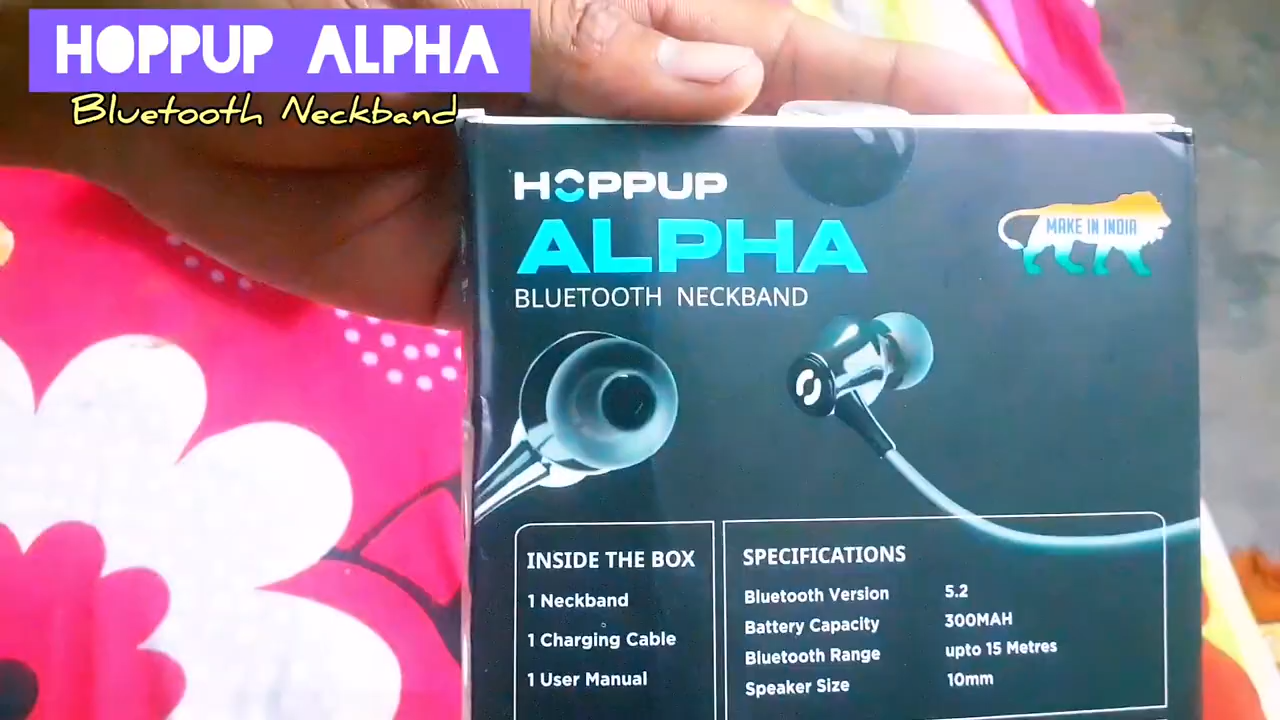 HOPPUP ALPHA
Bluetooth Neckband
HOPPUP
ALPHA
BLUETOOTH NECKBAND
MAKE IN INDIA
INSIDE THE BOX
1 Neckband
1 Charging Cable
1 User Manual
SPECIFICATIONS
Bluetooth Version 5.2
Battery Capacity 300MAH
Bluetooth Range upto 15 Metres
Speaker Size 10mm